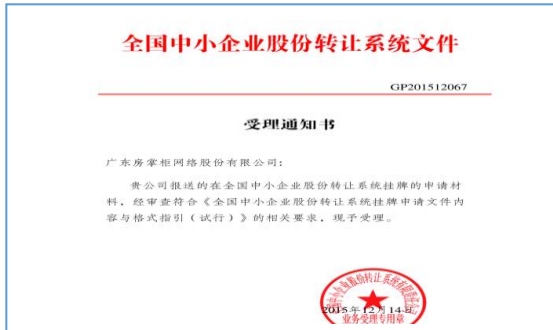 全国中小企业股份转让系统文件
GP201512067
受理通知书
广东房掌柜网络股份有限公司：
贵公司报送的在全国中小企业股份转让系统挂牌的申请材
料，经审查符合《全国中小企业股份转让系统挂牌申请文件内
容与格式指引（试行）》的相关要求，现予受理。
2015年12月14日
业务受理专用章